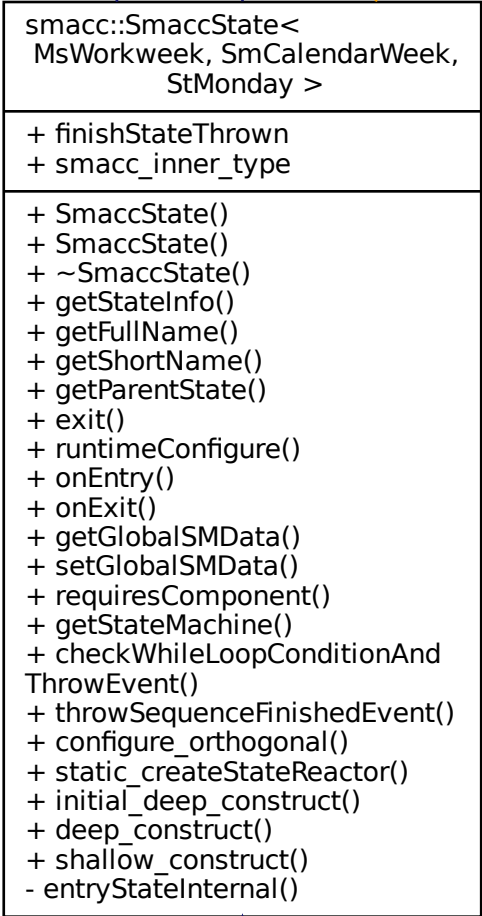 smacc::SmaccState<
MsWorkweek, SmCalendarWeek,
StMonday >
+ finishStateThrown
+ smacc_inner_type
+ SmaccState()
+ SmaccState()
+ ~SmaccState()
+ getStateInfo()
+ getFullName()
+ getShortName()
+ getParentState()
+ exit()
+ runtimeConfigure()
+ onEntry()
+ onExit()
+ getGlobalSMData()
+ setGlobalSMData()
+ requiresComponent()
+ getStateMachine()
+ checkWhileLoopConditionAnd
ThrowEvent()
+ throwSequenceFinishedEvent()
+ configure_orthogonal()
+ static_createStateReactor()
+ initial_deep_construct()
+ deep_construct()
+ shallow_construct()
- entryStateInternal()